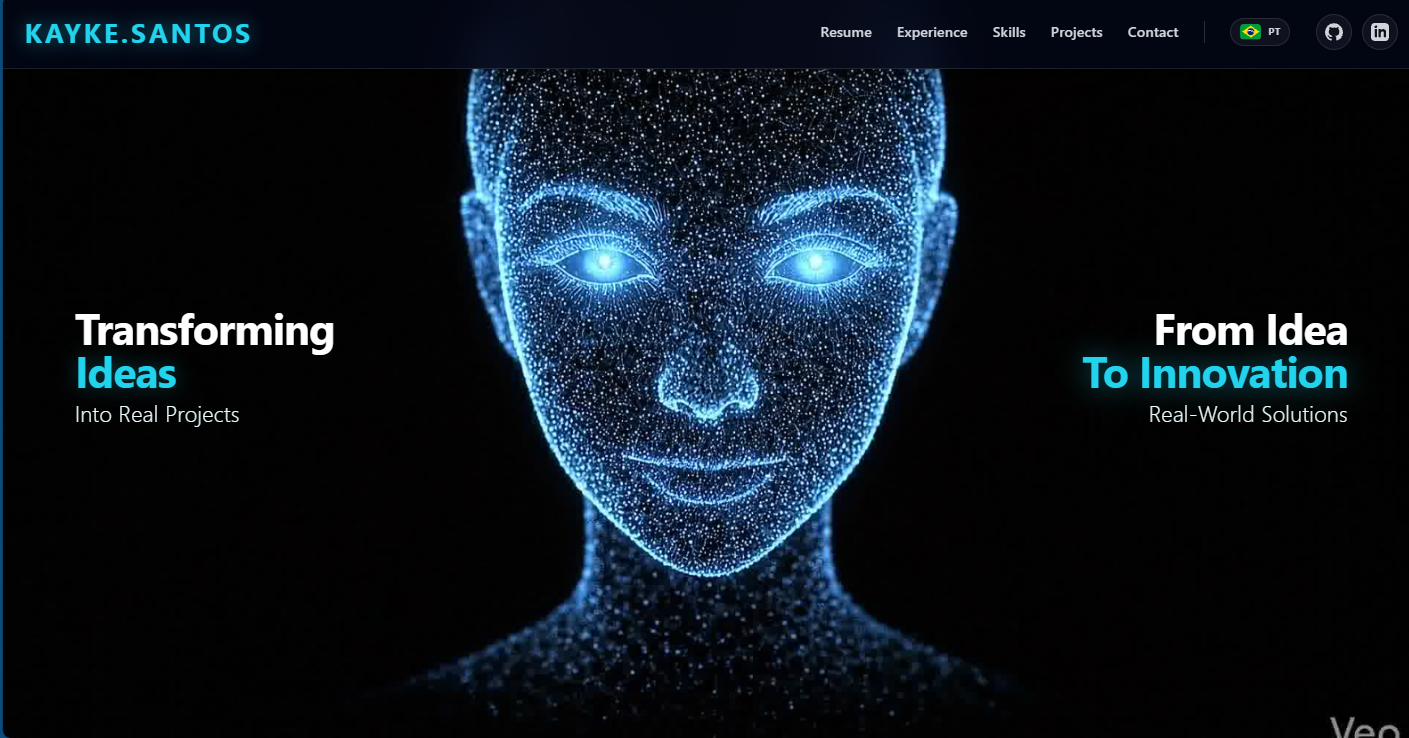 KAYKE.SANTOS
Resume Experience Skills Projects Contact PT
Transforming
Ideas
Into Real Projects
From Idea
To Innovation
Real-World Solutions
Veo